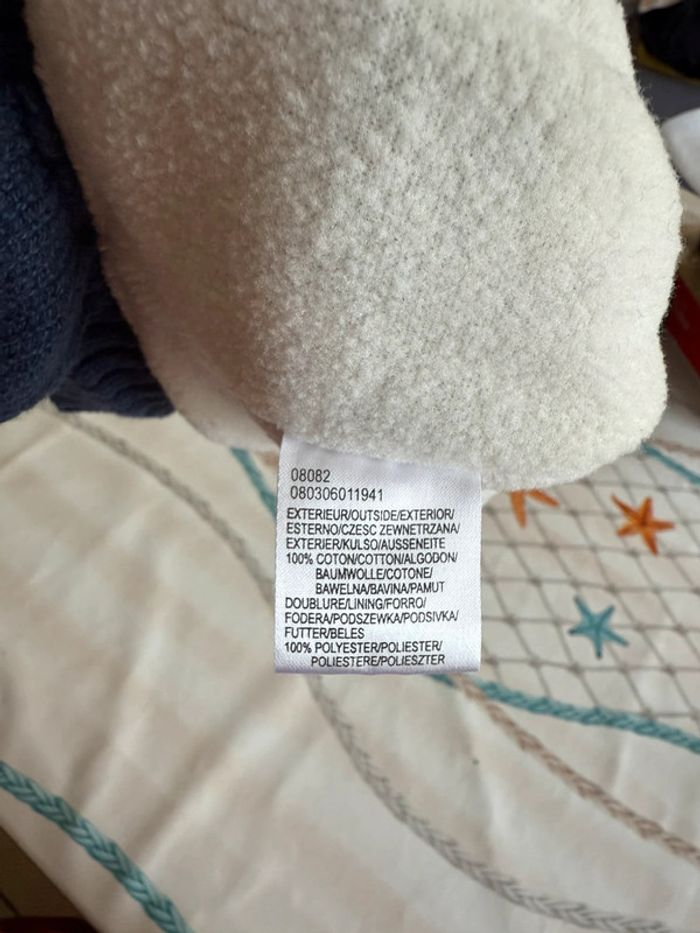 08082
080306011941
EXTERIEUR/OUTSIDE/EXTERIOR/
ESTERNO/CZESC ZEWNETRZANA/
EXTERIER/KULSO/AUSSENEITE
100% COTON/COTTON/ALGODON/
BAUMWOLLE/COTONE/
BAWELNA/BAVINA/PAMUT
DOUBLURE/LINING/FORRO/
FODERA/PODSZEWKA/PODSIVKA/
FUTTER/BELES
100% POLYESTER/POLIESTER/
POLIESTERE/POLIESZTER